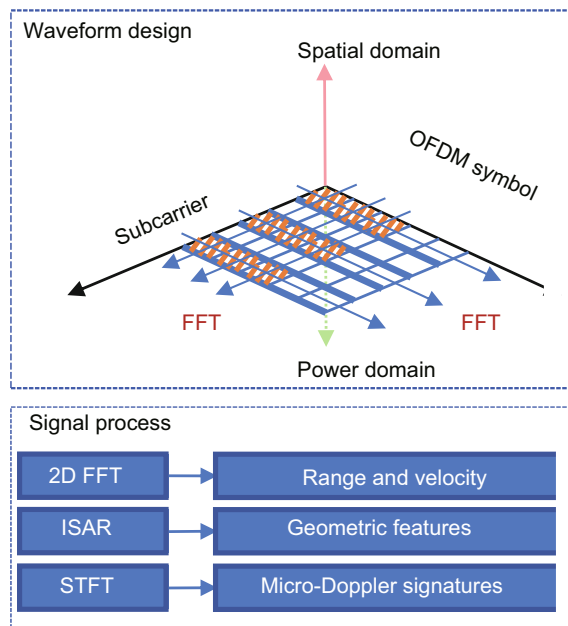 Waveform design
Spatial domain
OFDM symbol
Subcarrier
FFT
FFT
Power domain
Signal process
2D FFT
Range and velocity
ISAR
Geometric features
STFT
Micro-Doppler signatures